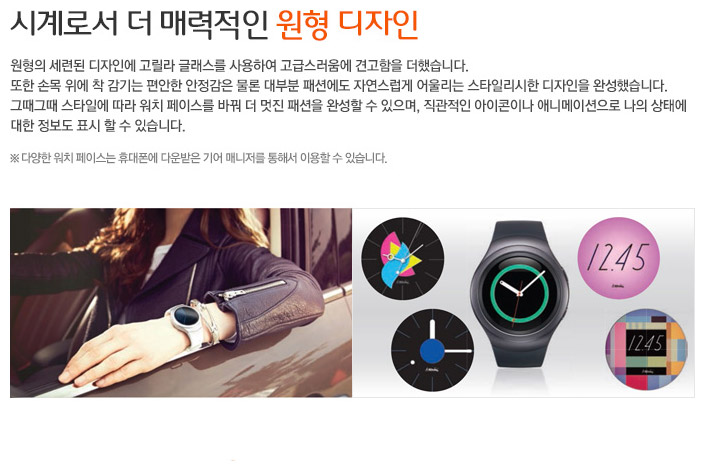 시계로서 더 매력적인 원형 디자인
원형의 세련된 디자인에 고릴라 글래스를 사용하여 고급스러움에 견고함을 더했습니다.
또한 손목 위에 착 감기는 편안한 안정감은 물론 대부분 패션에도 자연스럽게 어울리는 스타일리시한 디자인을 완성했습니다.
그때그때 스타일에 따라 워치 페이스를 바꿔 더 멋진 패션을 완성할 수 있으며, 직관적인 아이콘이나 애니메이션으로 나의 상태에
대한 정보도 표시 할 수 있습니다.
※ 다양한 워치 페이스는 휴대폰에 다운받은 기어 매니저를 통해서 이용할 수 있습니다.
12.45
12.45